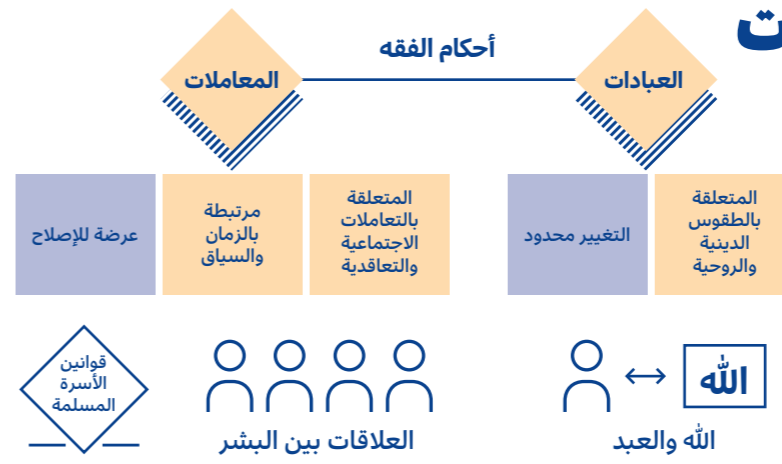 أحكام الفقه
العبادات
المعاملات
المتعلقة
بالطقوس
الدينية
والروحية
التغيير محدود
المتعلقة
بالتعاملات
الاجتماعية
والتعاقدية
مرتبطة
بالزمان
والسياق
عرضة للإصلاح
الله
الله والعبد
العلاقات بين البشر
قوانين
الأسرة
المسلمة